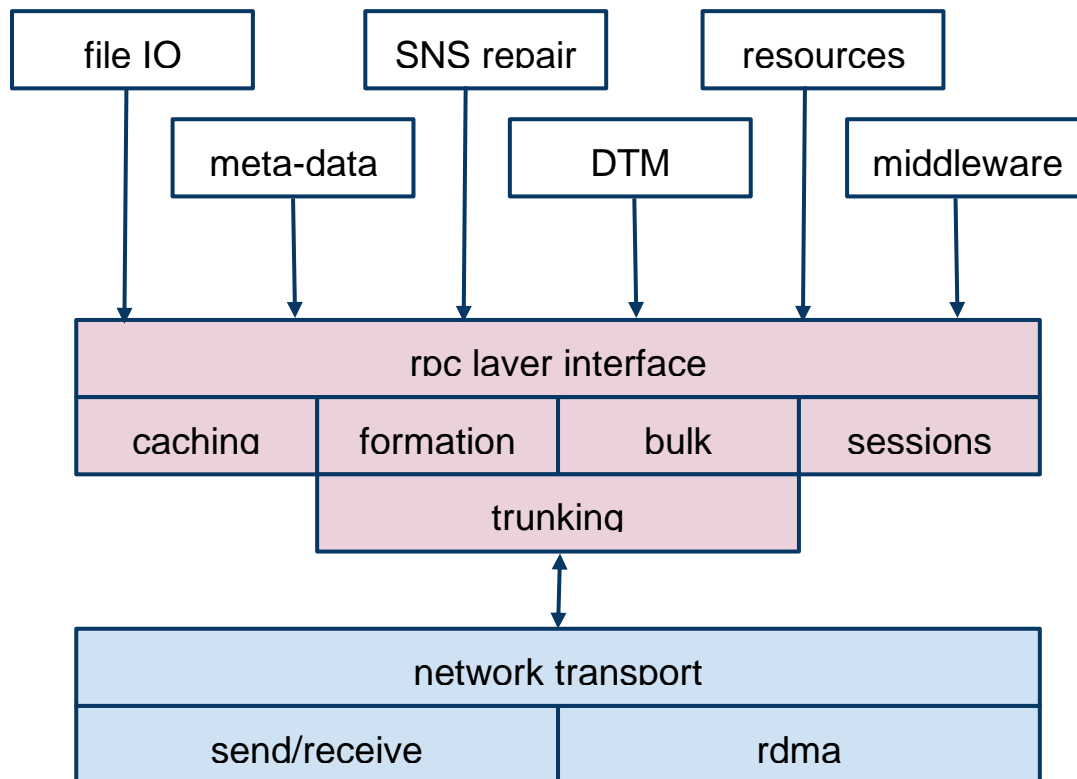 file IO
SNS repair
resources
meta-data
DTM
middleware
rpc layer interface
caching
formation
bulk
sessions
trunking
network transport
send/receive
rdma